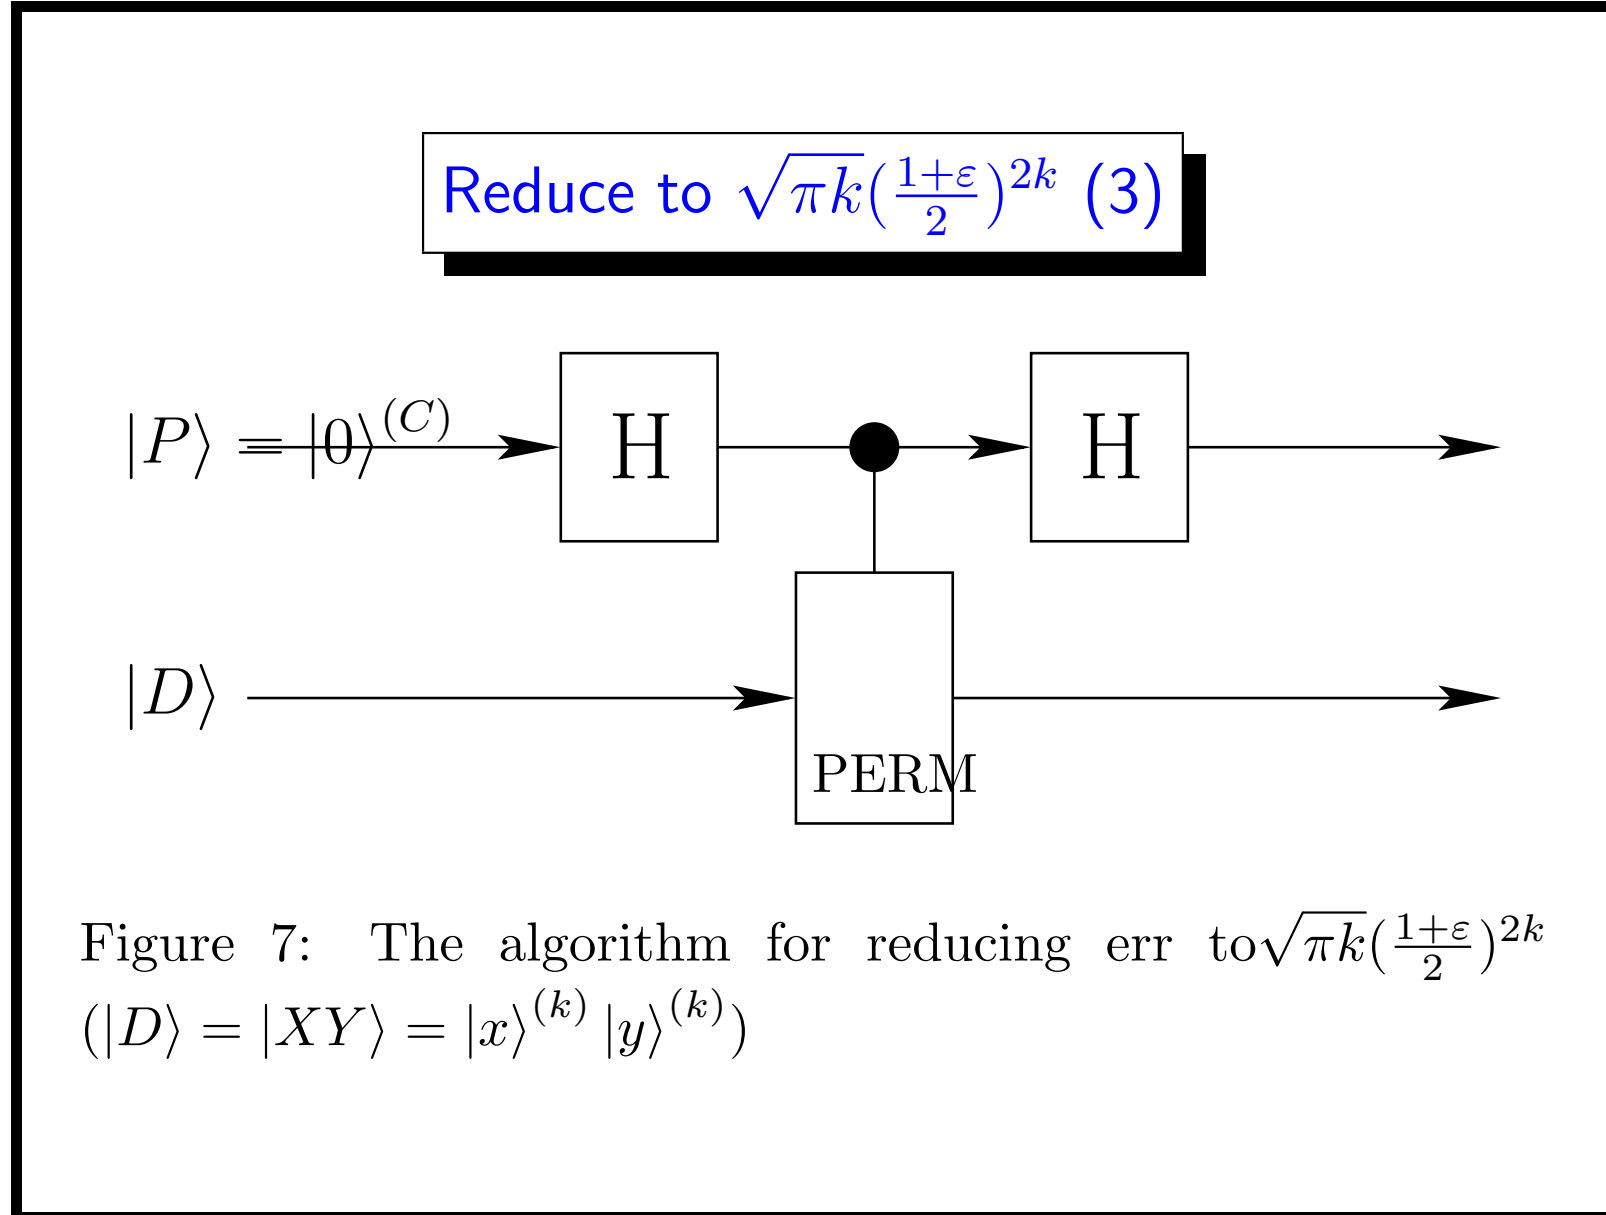 Reduce to √πk(1+ε/2)^2k (3)
|P⟩ = |0⟩^(C)
H
H
|D⟩
PERM
Figure 7: The algorithm for reducing err to√πk(1+ε/2)^2k
(|D⟩ = |XY⟩ = |x⟩^(k) |y⟩^(k))